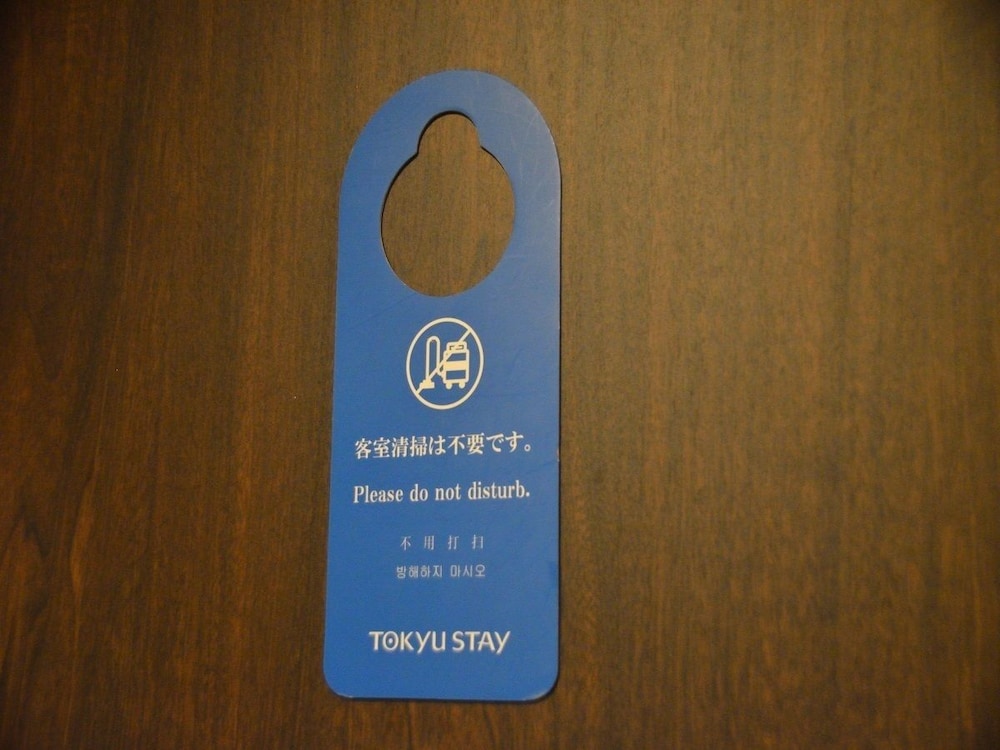 客室清掃は不要です。
Please do not disturb.
不用打扫
방해하지 마시오
TOKYU STAY